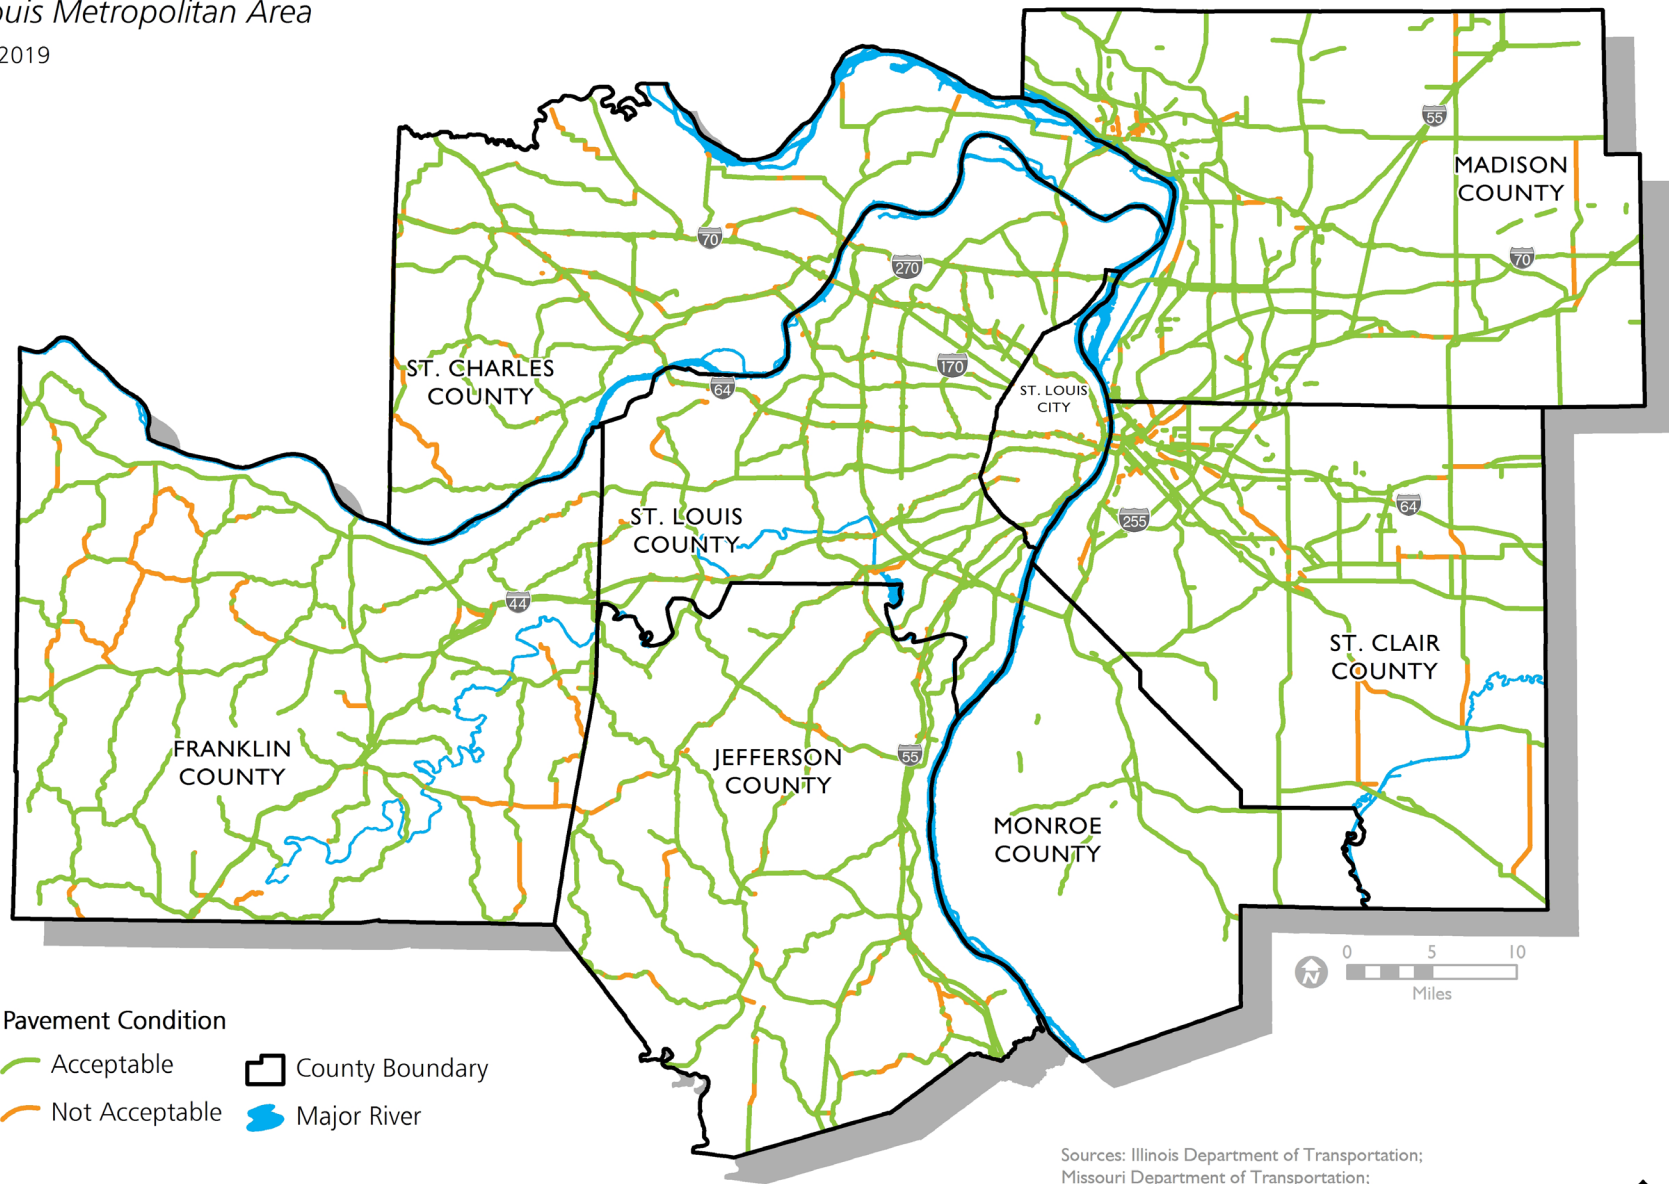 uis Metropolitan Area
2019
55
MADISON
COUNTY
70
70
270
ST. CHARLES
COUNTY
64
170
ST. LOUIS
CITY
ST. LOUIS
COUNTY
64
255
44
ST. CLAIR
COUNTY
FRANKLIN
COUNTY
JEFFERSON
COUNTY
55
MONROE
COUNTY
N
0 5 10
Miles
Pavement Condition
Acceptable
County Boundary
Not Acceptable
Major River
Sources: Illinois Department of Transportation;
Missouri Department of Transportation;